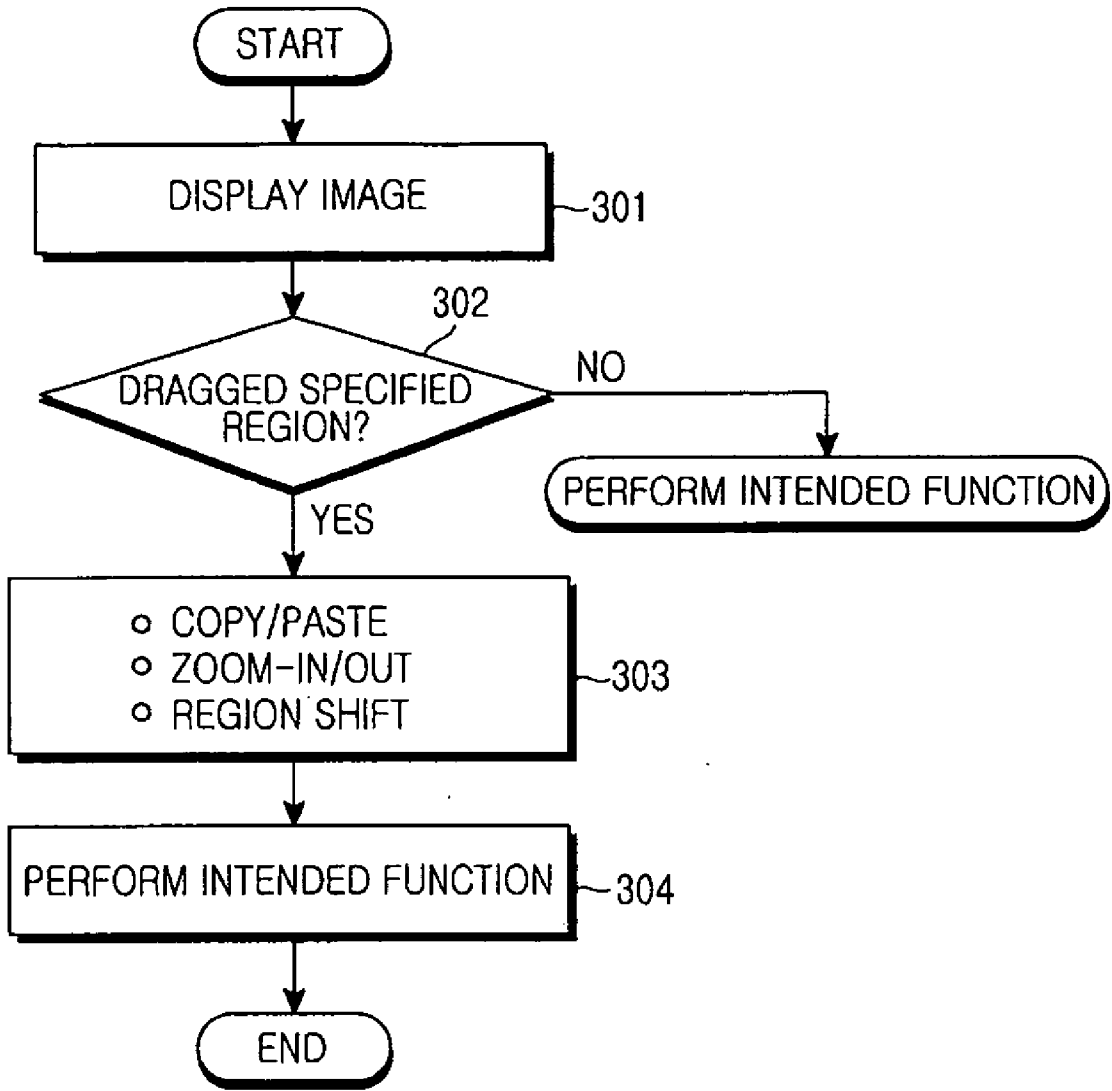 START
DISPLAY IMAGE
301
302
DRAGGED SPECIFIED
REGION?
NO
PERFORM INTENDED FUNCTION
YES
○ COPY/PASTE
○ ZOOM-IN/OUT
○ REGION SHIFT
303
PERFORM INTENDED FUNCTION
304
END